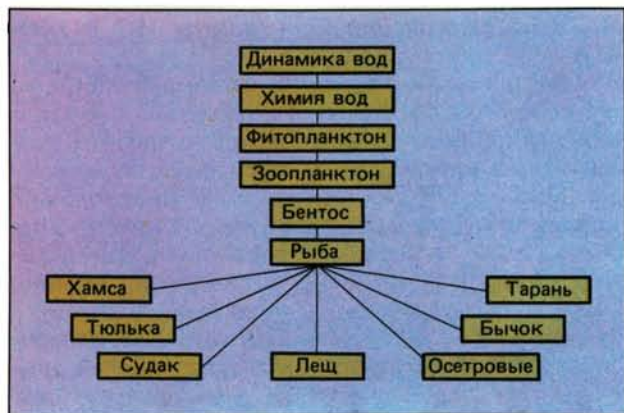 Динамика вод
Химия вод
Фитопланктон
Зоопланктон
Бентос
Рыба
Хамса
Тарань
Тюлька
Бычок
Судак
Лещ
Осетровые